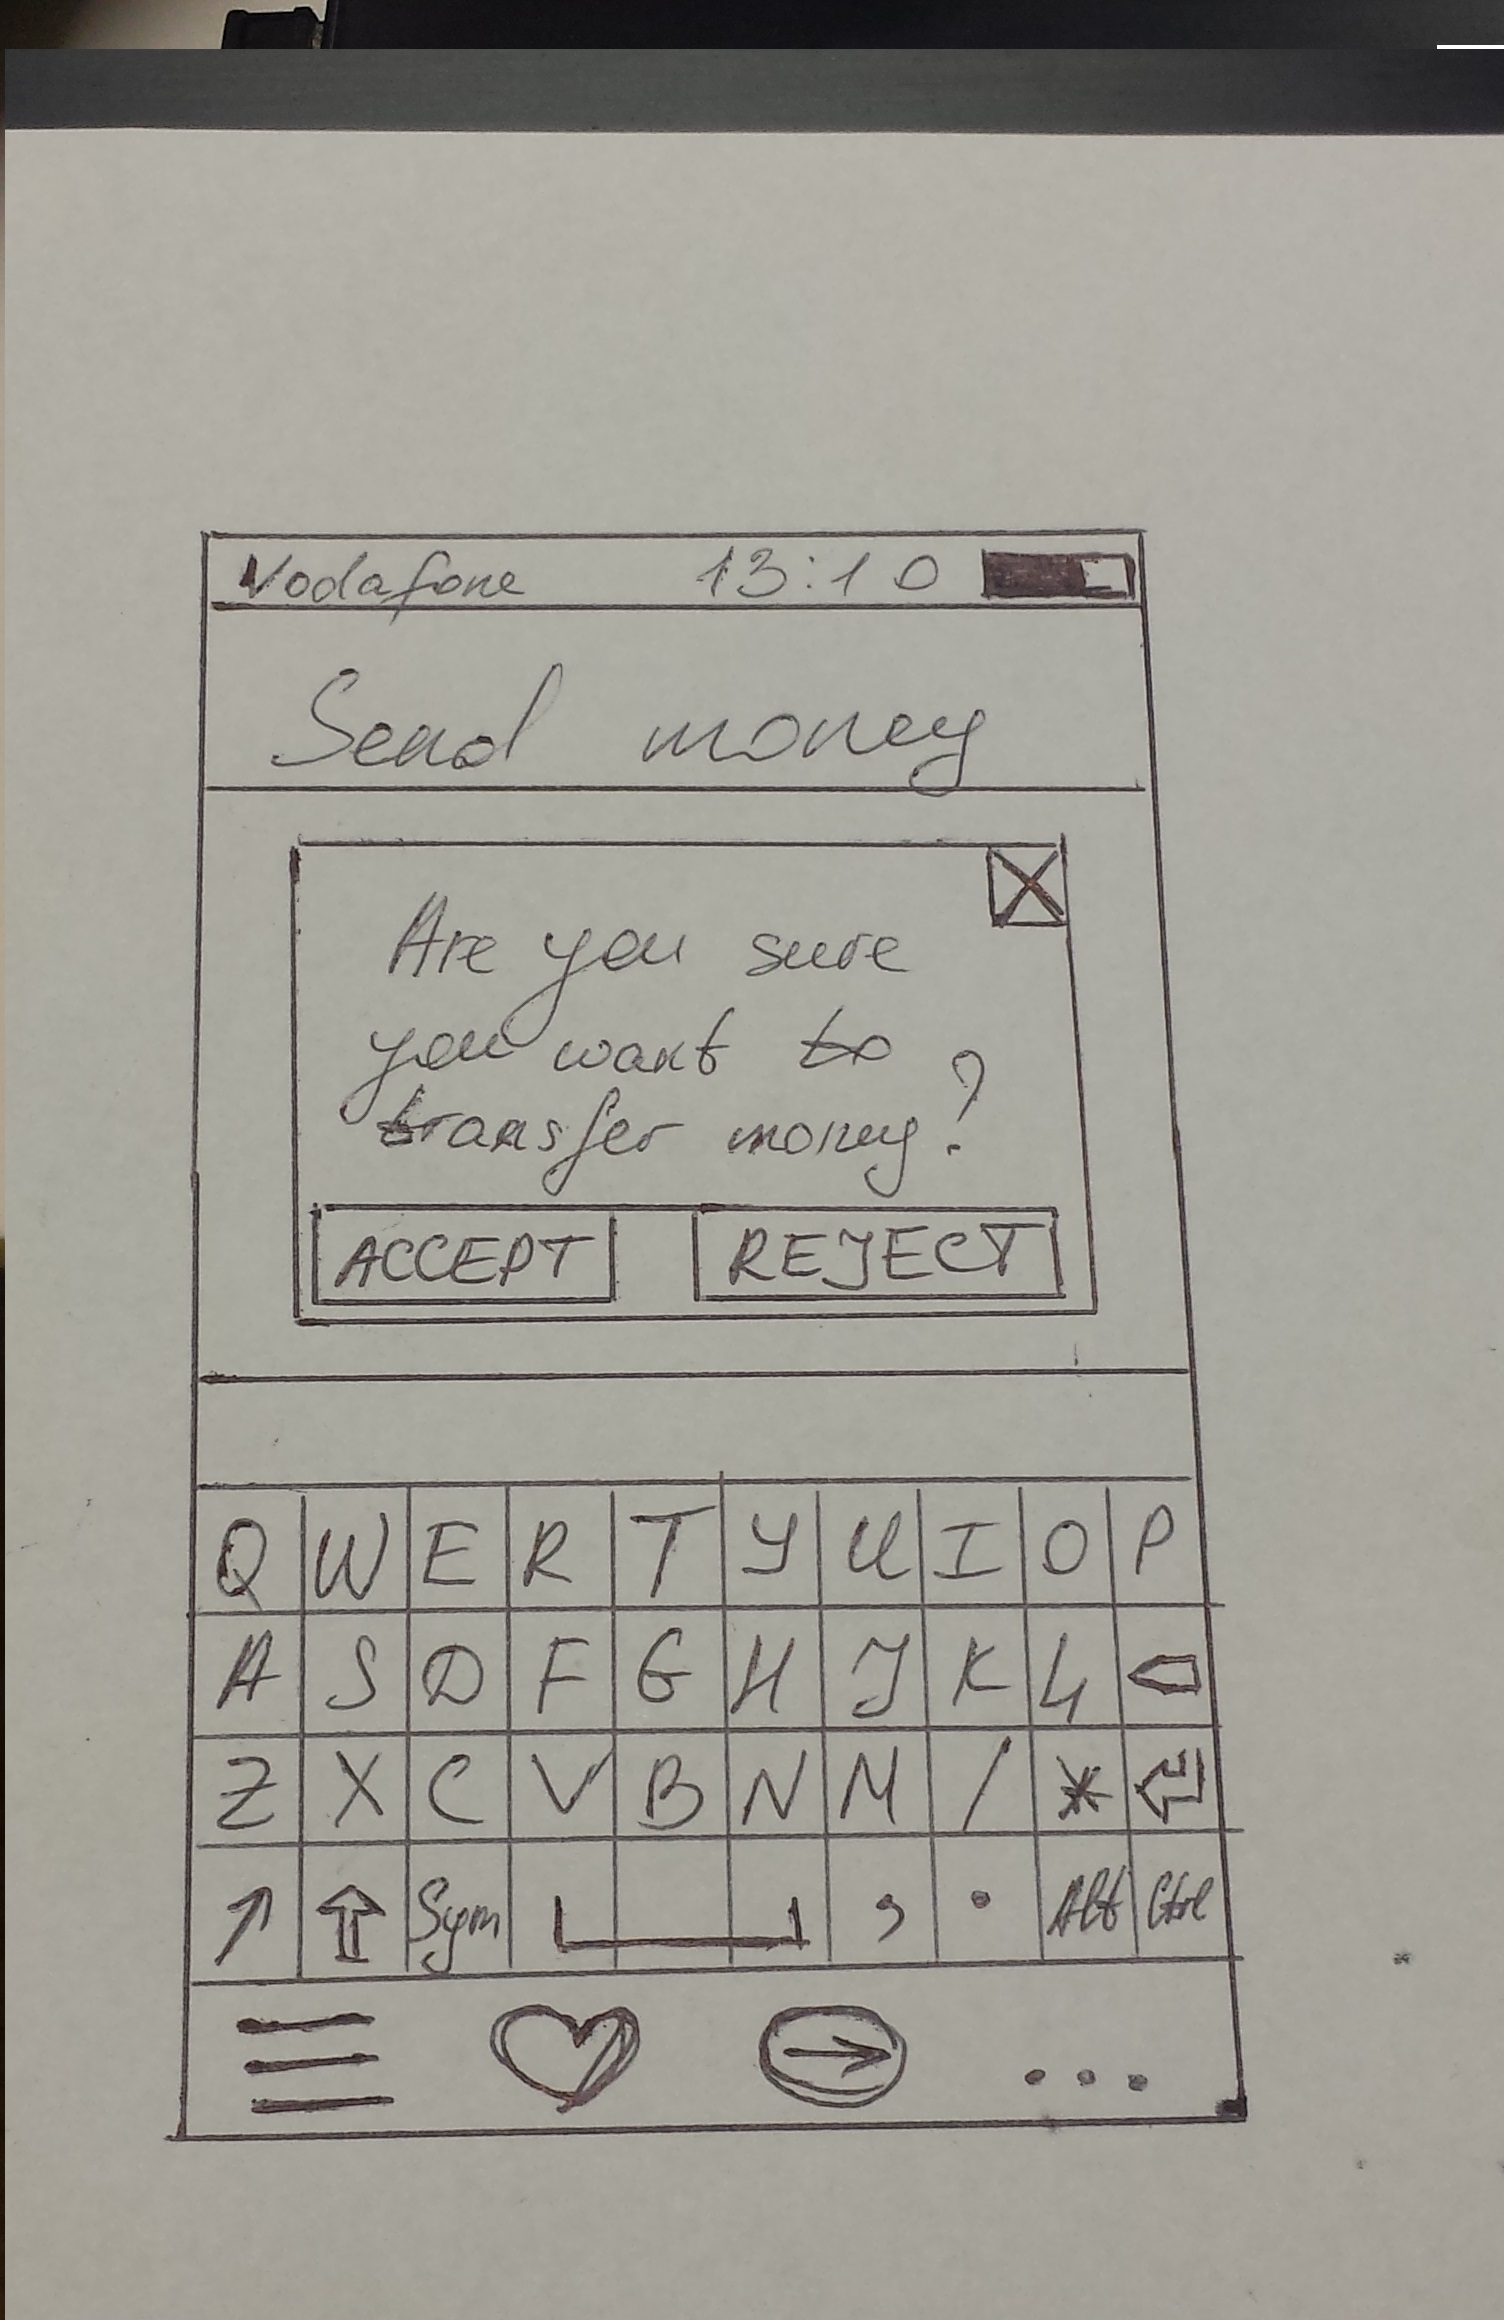 Vodafone 13:10
Send money
X
Are you sure
you want to
transfer money?
ACCEPT REJECT
Q W E R T Y U I O P
A S D F G H J K L
Z X C V B N M / *
Sym , . Alt Ctrl